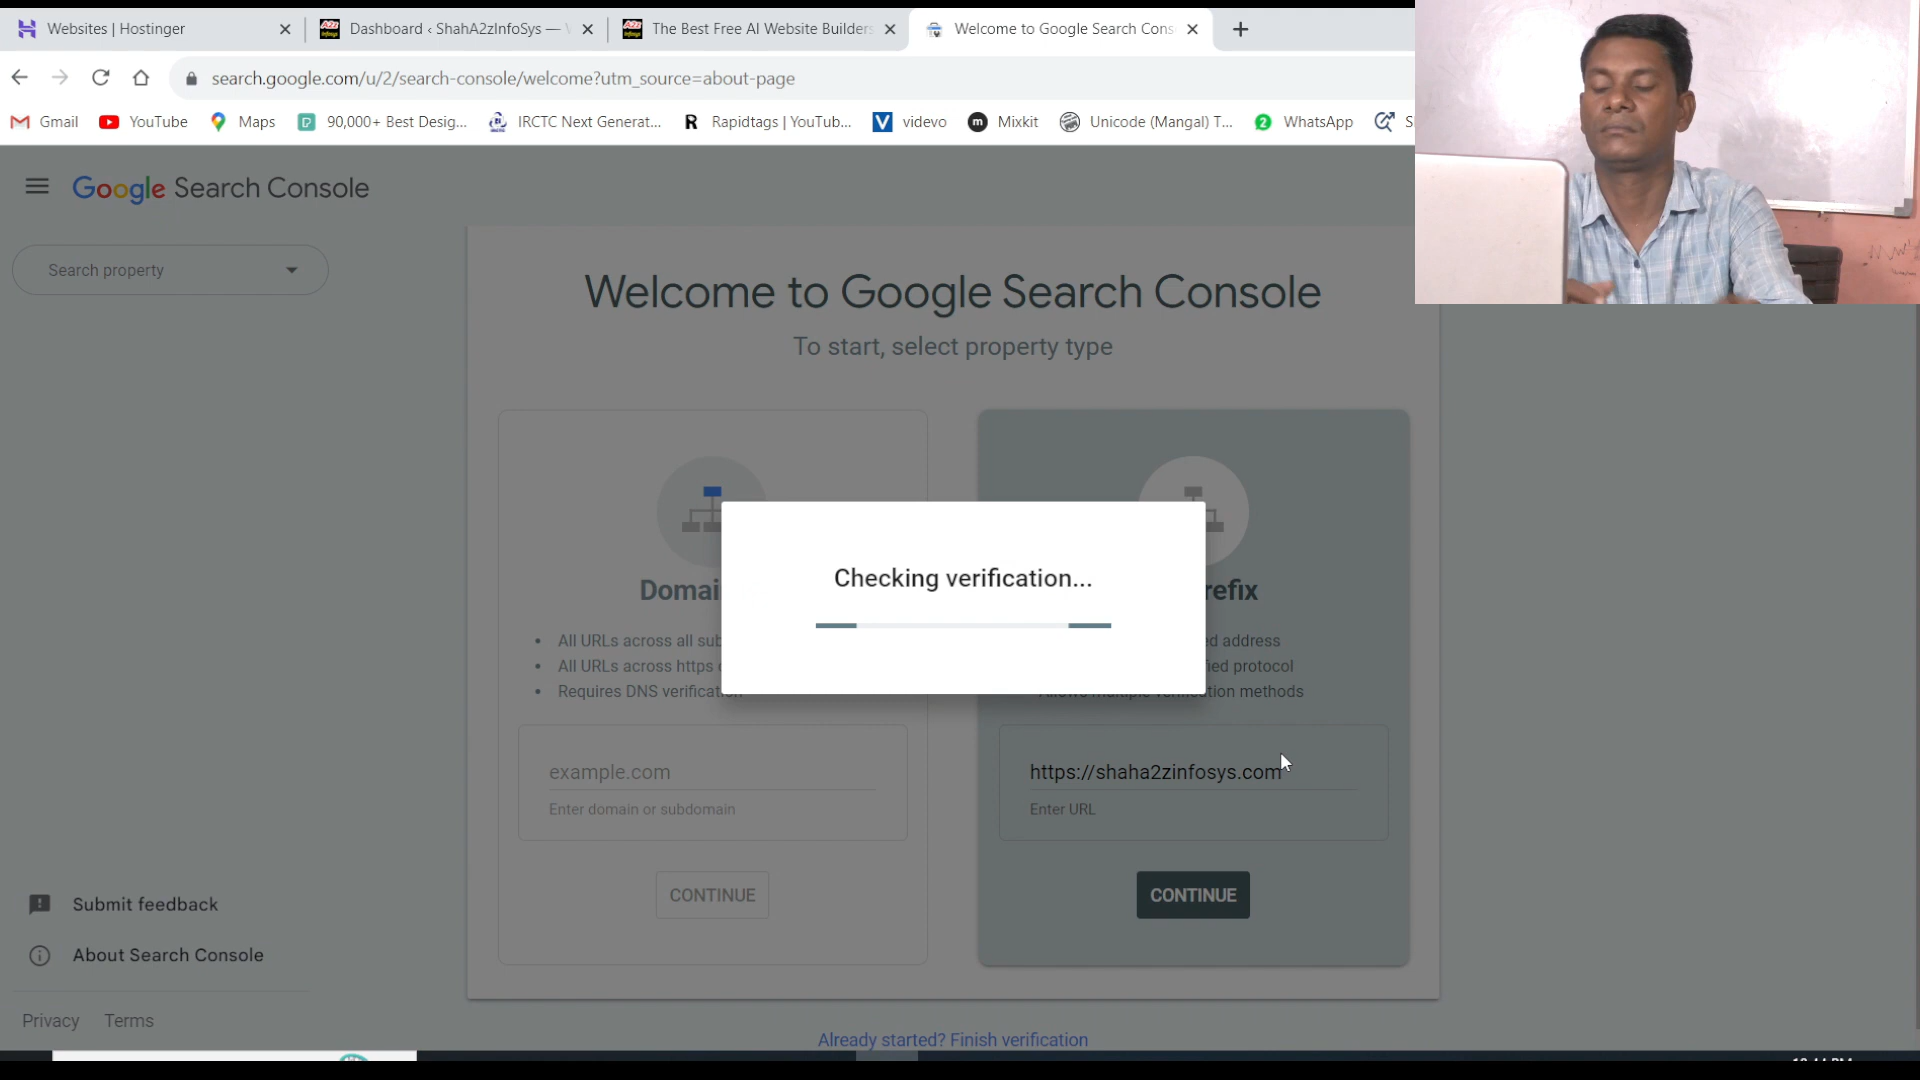 Websites | Hostinger
Dashboard ‹ ShahA2zInfoSys —
The Best Free AI Website Builders
Welcome to Google Search Cons
search.google.com/u/2/search-console/welcome?utm_source=about-page
Gmail
YouTube
Maps
90,000+ Best Desig...
IRCTC Next Generat...
Rapidtags | YouTub...
videvo
Mixkit
Unicode (Mangal) T...
WhatsApp
Google Search Console
Search property
Welcome to Google Search Console
To start, select property type
Domai
refix
Checking verification...
All URLs across all sub
All URLs across https
Requires DNS verificat
ed address
fied protocol
tion methods
example.com
Enter domain or subdomain
CONTINUE
https://shaha2zinfosys.com
Enter URL
CONTINUE
Submit feedback
About Search Console
Privacy
Terms
Already started? Finish verification